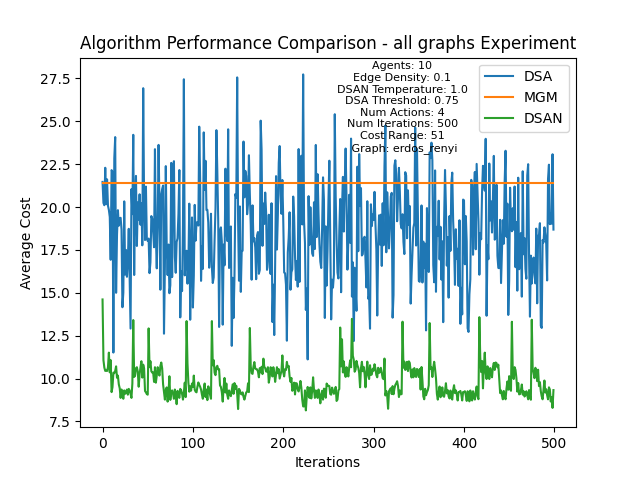 Algorithm Performance Comparison - all graphs Experiment
Agents: 10
Edge Density: 0.1
DSAN Temperature: 1.0
DSA Threshold: 0.75
Num Actions: 4
Num Iterations: 500
Cost Range: 51
Graph: erdos_renyi
DSA
MGM
DSAN
Average Cost
27.5
25.0
22.5
20.0
17.5
15.0
12.5
10.0
7.5
0 100 200 300 400 500
Iterations